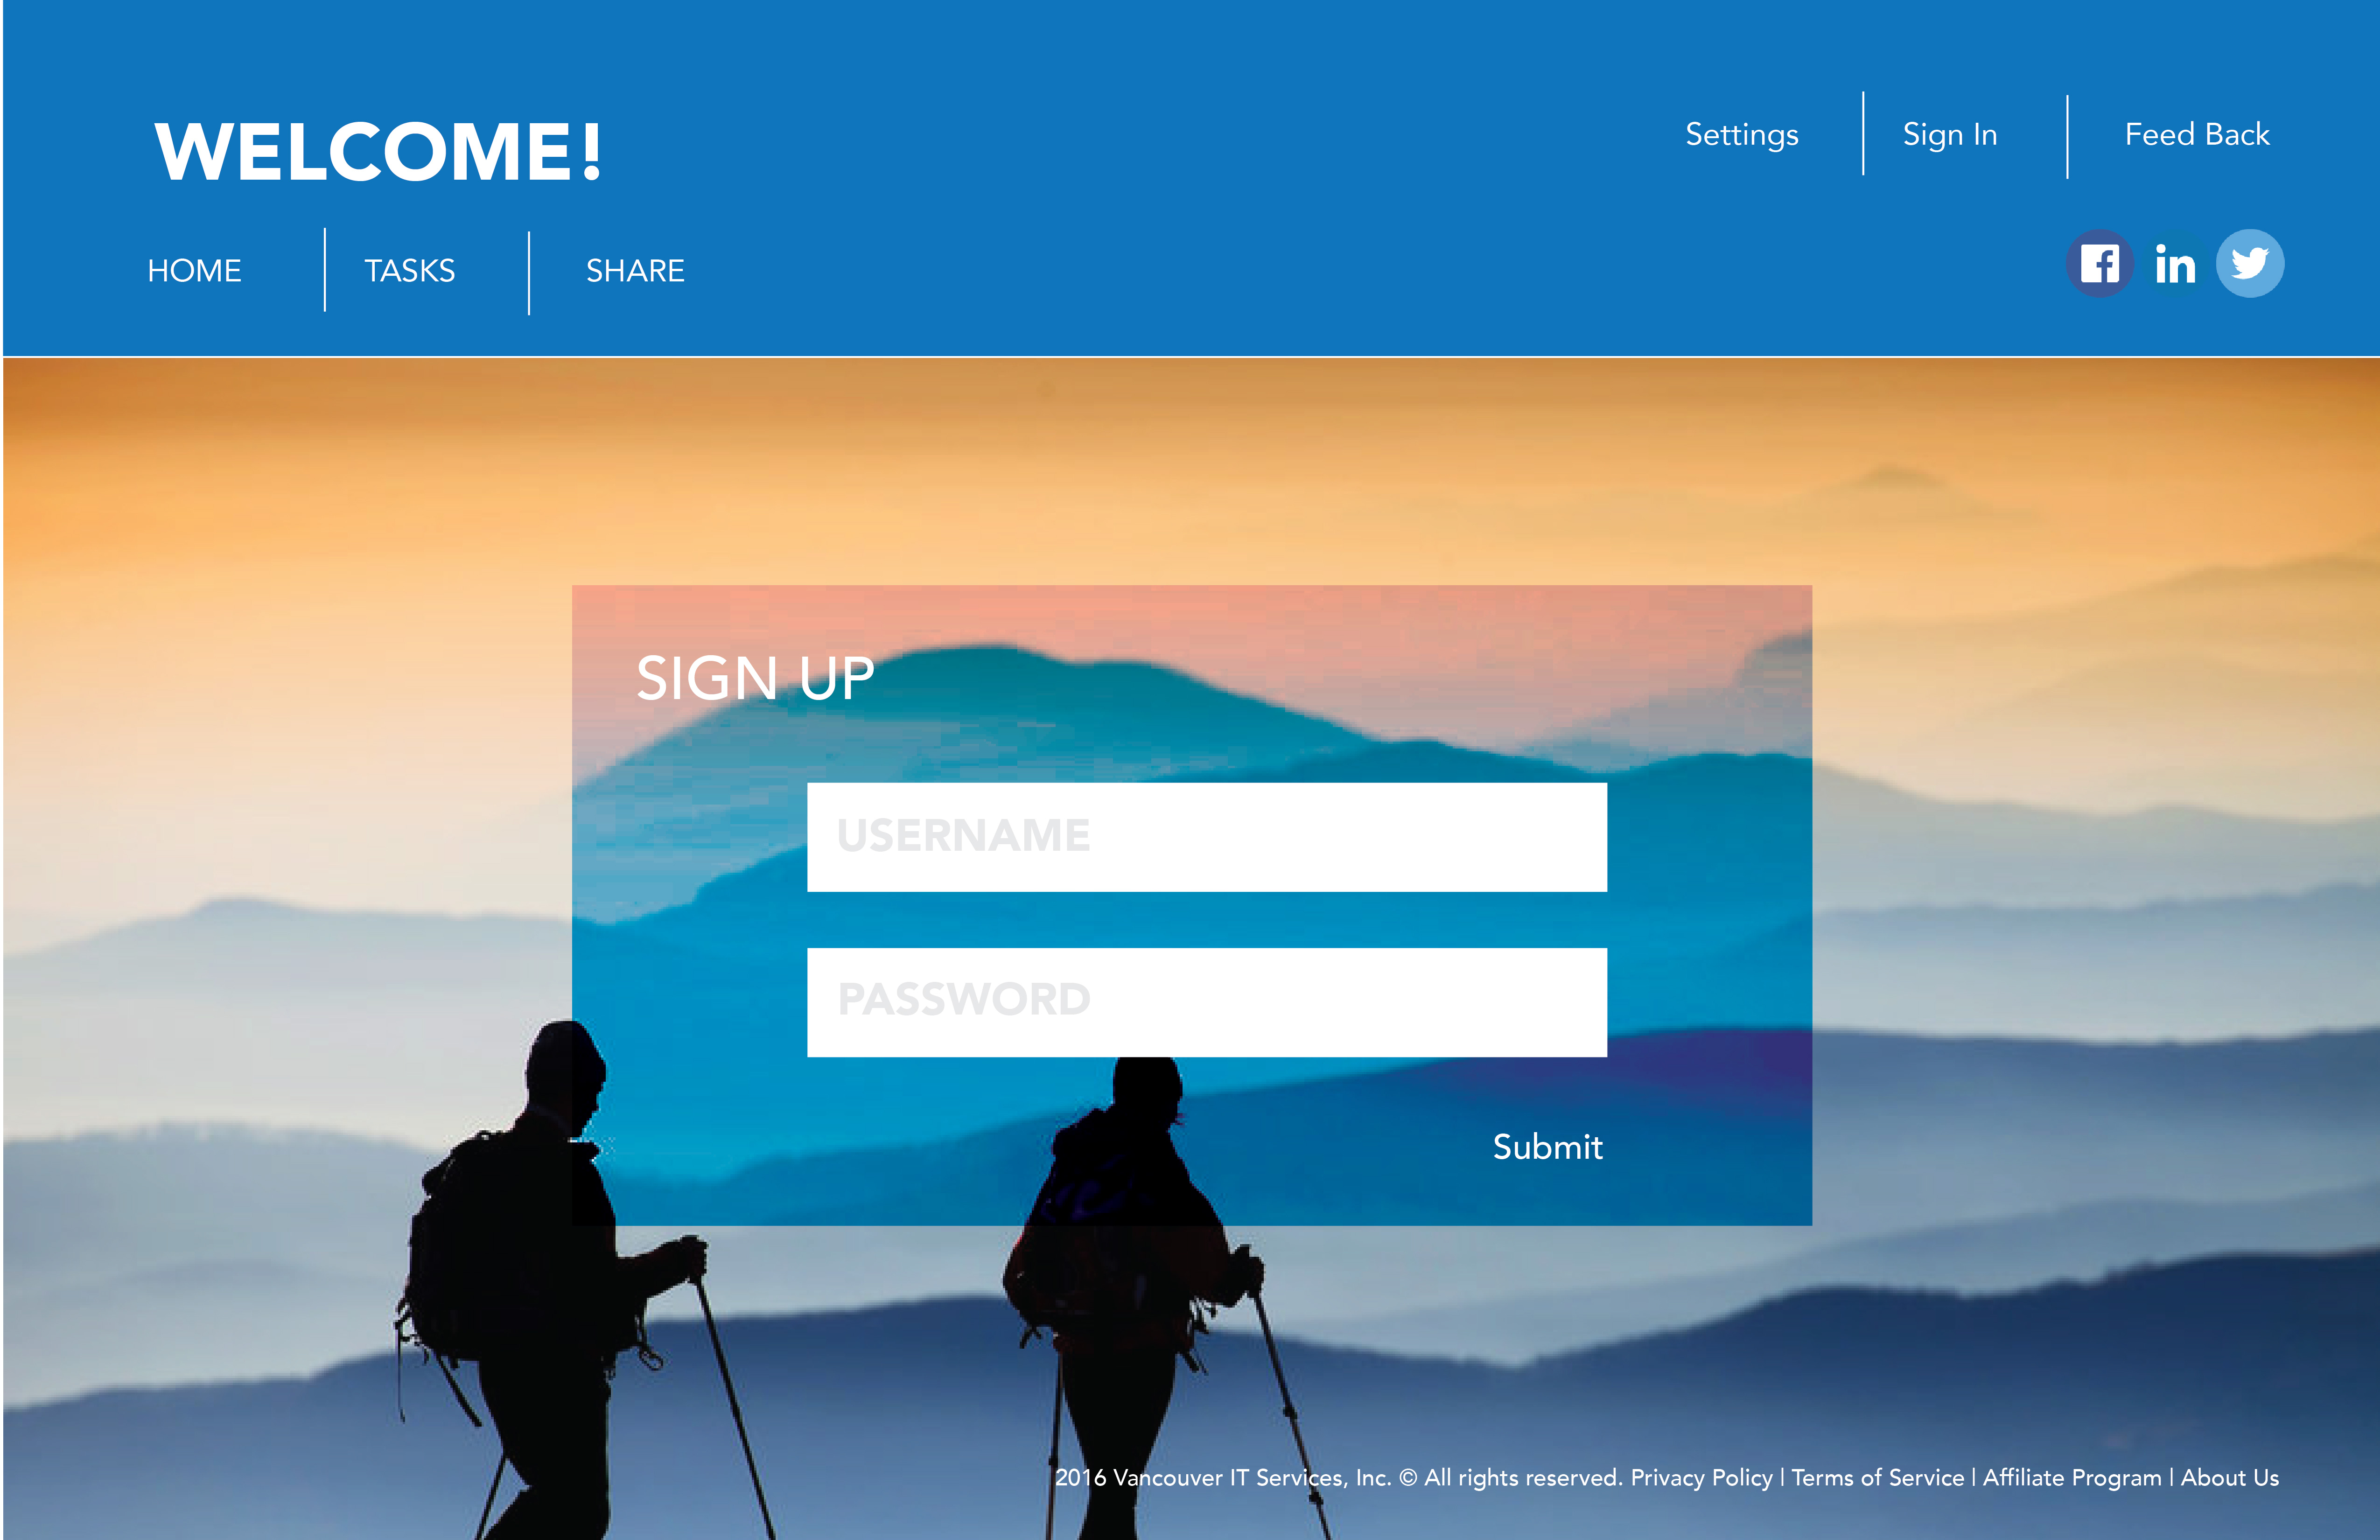 WELCOME!
Settings
Sign In
Feed Back
HOME
TASKS
SHARE
in
SIGN UP
USERNAME
PASSWORD
Submit
2016 Vancouver IT Services, Inc. © All rights reserved. Privacy Policy | Terms of Service | Affiliate Program | About Us